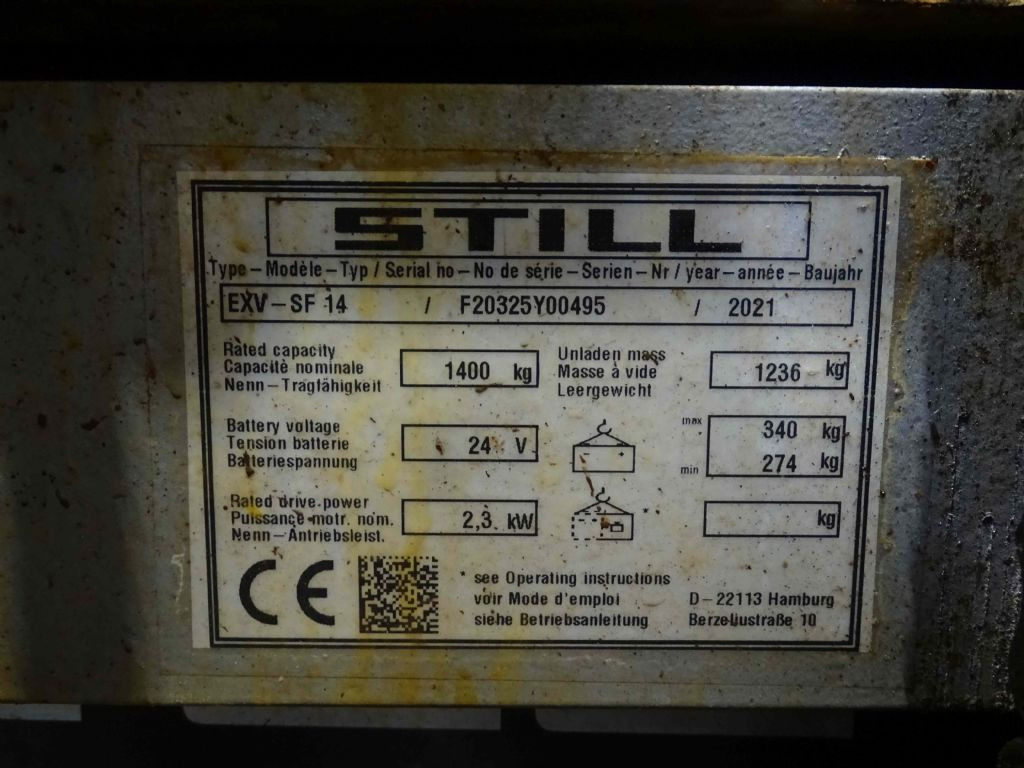 STILL
Type – Modèle – Typ / Serial no – No de série – Serien – Nr / year – année – Baujahr
EXV – SF 14 / F20325Y00495 / 2021
Rated capacity
Capacité nominale
Nenn – Tragfähigkeit
1400 kg
Unladen mass
Masse à vide
Leergewicht
1236 kg
Battery voltage
Tension batterie
Batteriespannung
24 V
max 340 kg
min 274 kg
Rated drive power
Puissance motr. nom.
Nenn – Antriebsleist.
2,3 kW
*
kg
CE
* see Operating instructions
voir Mode d'emploi
siehe Betriebsanleitung
D – 22113 Hamburg
Berzeliustraße 10